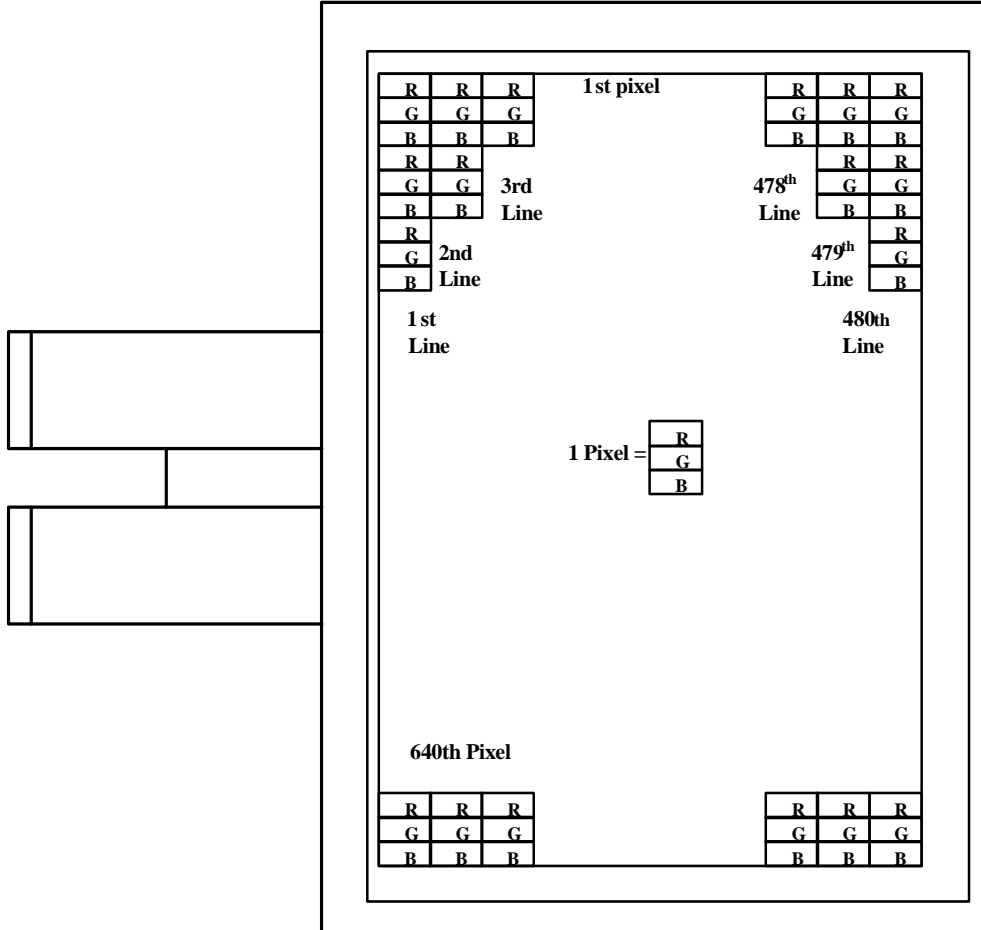 R R R 1st pixel R R R
G G G G G G
B B B B B B
R R R R
G G 3rd 478th G G
B B Line Line B B
R R
G 2nd 479th G
B Line Line B
1st 480th
Line Line
R
1 Pixel = G
B
640th Pixel
R R R R R R
G G G G G G
B B B B B B